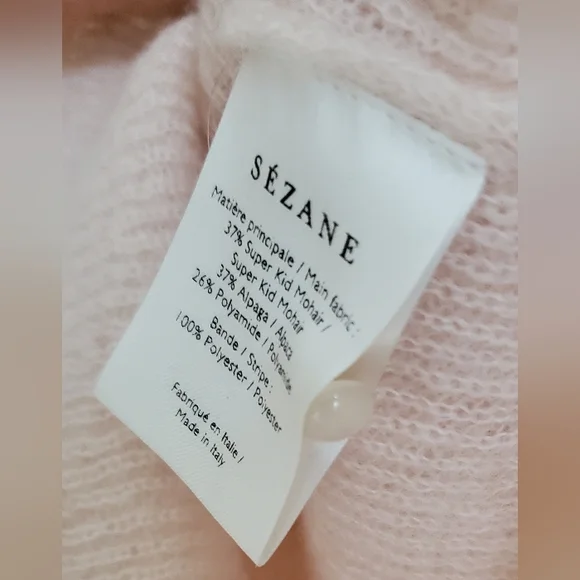 SÉZANE
Matière principale / Main fabric :
37% Super Kid Mohair /
Super Kid Mohair
37% Alpaga / Alpaca
26% Polyamide / Polyamide
Bande / Stripe :
100% Polyester / Polyester
Fabriqué en Italie /
Made in Italy